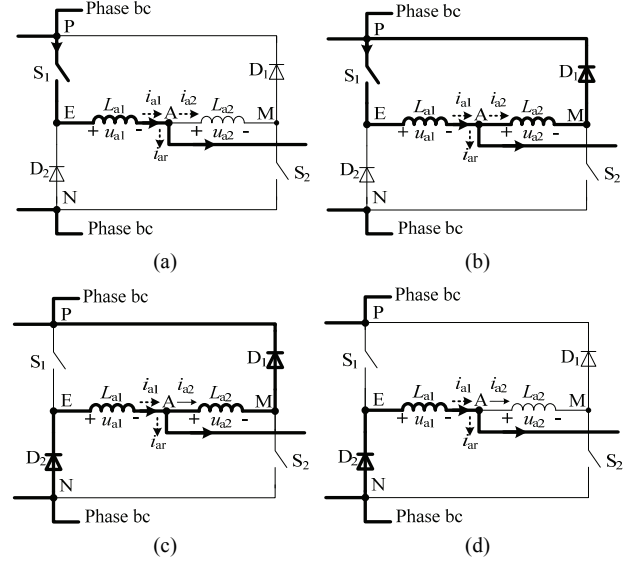 Phase bc
P
S1
D1
E
La1
ia1
A
ia2
La2
M
+ ua1 -
+ ua2 -
iar
D2
S2
N
Phase bc
(a)
Phase bc
P
S1
D1
E
La1
ia1
A
ia2
La2
M
+ ua1 -
+ ua2 -
iar
D2
S2
N
Phase bc
(b)
Phase bc
P
S1
D1
E
La1
ia1
A
ia2
La2
M
+ ua1 -
+ ua2 -
iar
D2
S2
N
Phase bc
(c)
Phase bc
P
S1
D1
E
La1
ia1
A
ia2
La2
M
+ ua1 -
+ ua2 -
iar
D2
S2
N
Phase bc
(d)